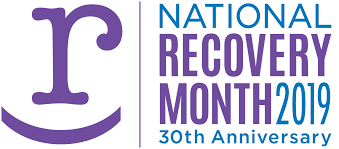 r
NATIONAL
RECOVERY
MONTH2019
30th Anniversary